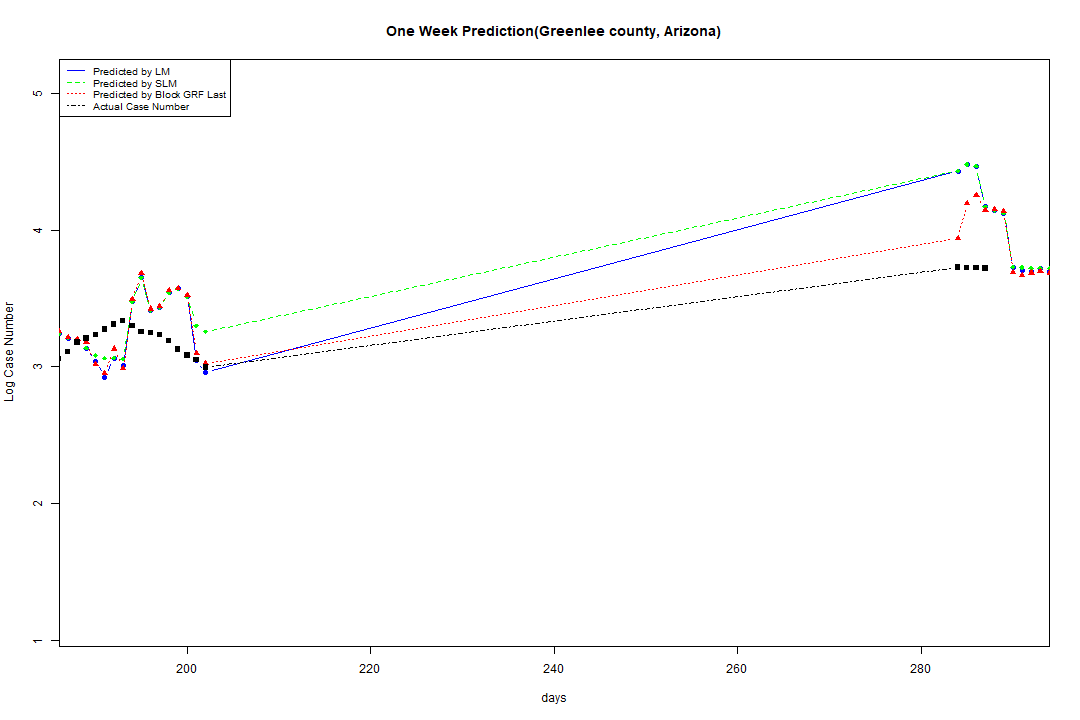 One Week Prediction(Greenlee county, Arizona)
Predicted by LM
Predicted by SLM
Predicted by Block GRF Last
Actual Case Number
5
4
3
2
1
Log Case Number
200 220 240 260 280
days